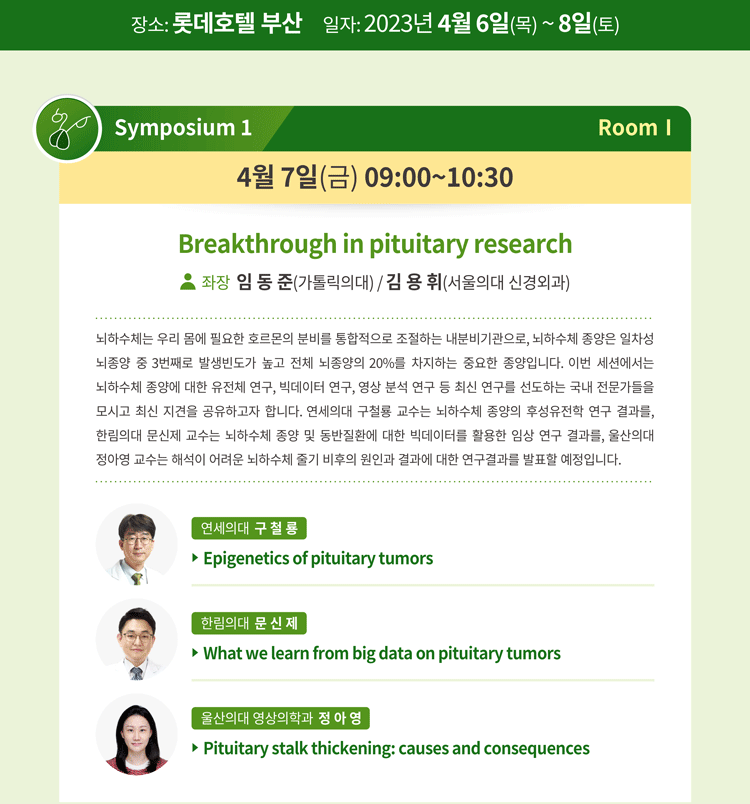 장소: 롯데호텔 부산 일자: 2023년 4월 6일(목) ~ 8일(토)
Symposium 1 Room I
4월 7일(금) 09:00~10:30
Breakthrough in pituitary research
좌장 임 동 준(가톨릭의대) / 김 용 휘(서울의대 신경외과)
뇌하수체는 우리 몸에 필요한 호르몬의 분비를 통합적으로 조절하는 내분비기관으로, 뇌하수체 종양은 일차성
뇌종양 중 3번째로 발생빈도가 높고 전체 뇌종양의 20%를 차지하는 중요한 종양입니다. 이번 세션에서는
뇌하수체 종양에 대한 유전체 연구, 빅데이터 연구, 영상 분석 연구 등 최신 연구를 선도하는 국내 전문가들을
모시고 최신 지견을 공유하고자 합니다. 연세의대 구철룡 교수는 뇌하수체 종양의 후성유전학 연구 결과를,
한림의대 문신제 교수는 뇌하수체 종양 및 동반질환에 대한 빅데이터를 활용한 임상 연구 결과를, 울산의대
정아영 교수는 해석이 어려운 뇌하수체 줄기 비후의 원인과 결과에 대한 연구결과를 발표할 예정입니다.
연세의대 구 철 룡
Epigenetics of pituitary tumors
한림의대 문 신 제
What we learn from big data on pituitary tumors
울산의대 영상의학과 정 아 영
Pituitary stalk thickening: causes and consequences